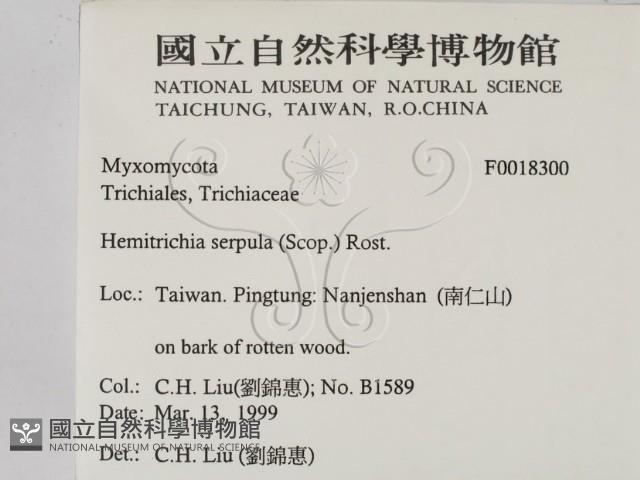 國立自然科學博物館
NATIONAL MUSEUM OF NATURAL SCIENCE
TAICHUNG, TAIWAN, R.O.CHINA
Myxomycota F0018300
Trichiales, Trichiaceae
Hemitrichia serpula (Scop.) Rost.
Loc.: Taiwan. Pingtung: Nanjenshan (南仁山)
on bark of rotten wood.
Col.: C.H. Liu(劉錦惠); No. B1589
Date: Mar. 13, 1999
國立自然科學博物館
NATIONAL MUSEUM OF NATURAL SCIENCE
Det.: C.H. Liu (劉錦惠)